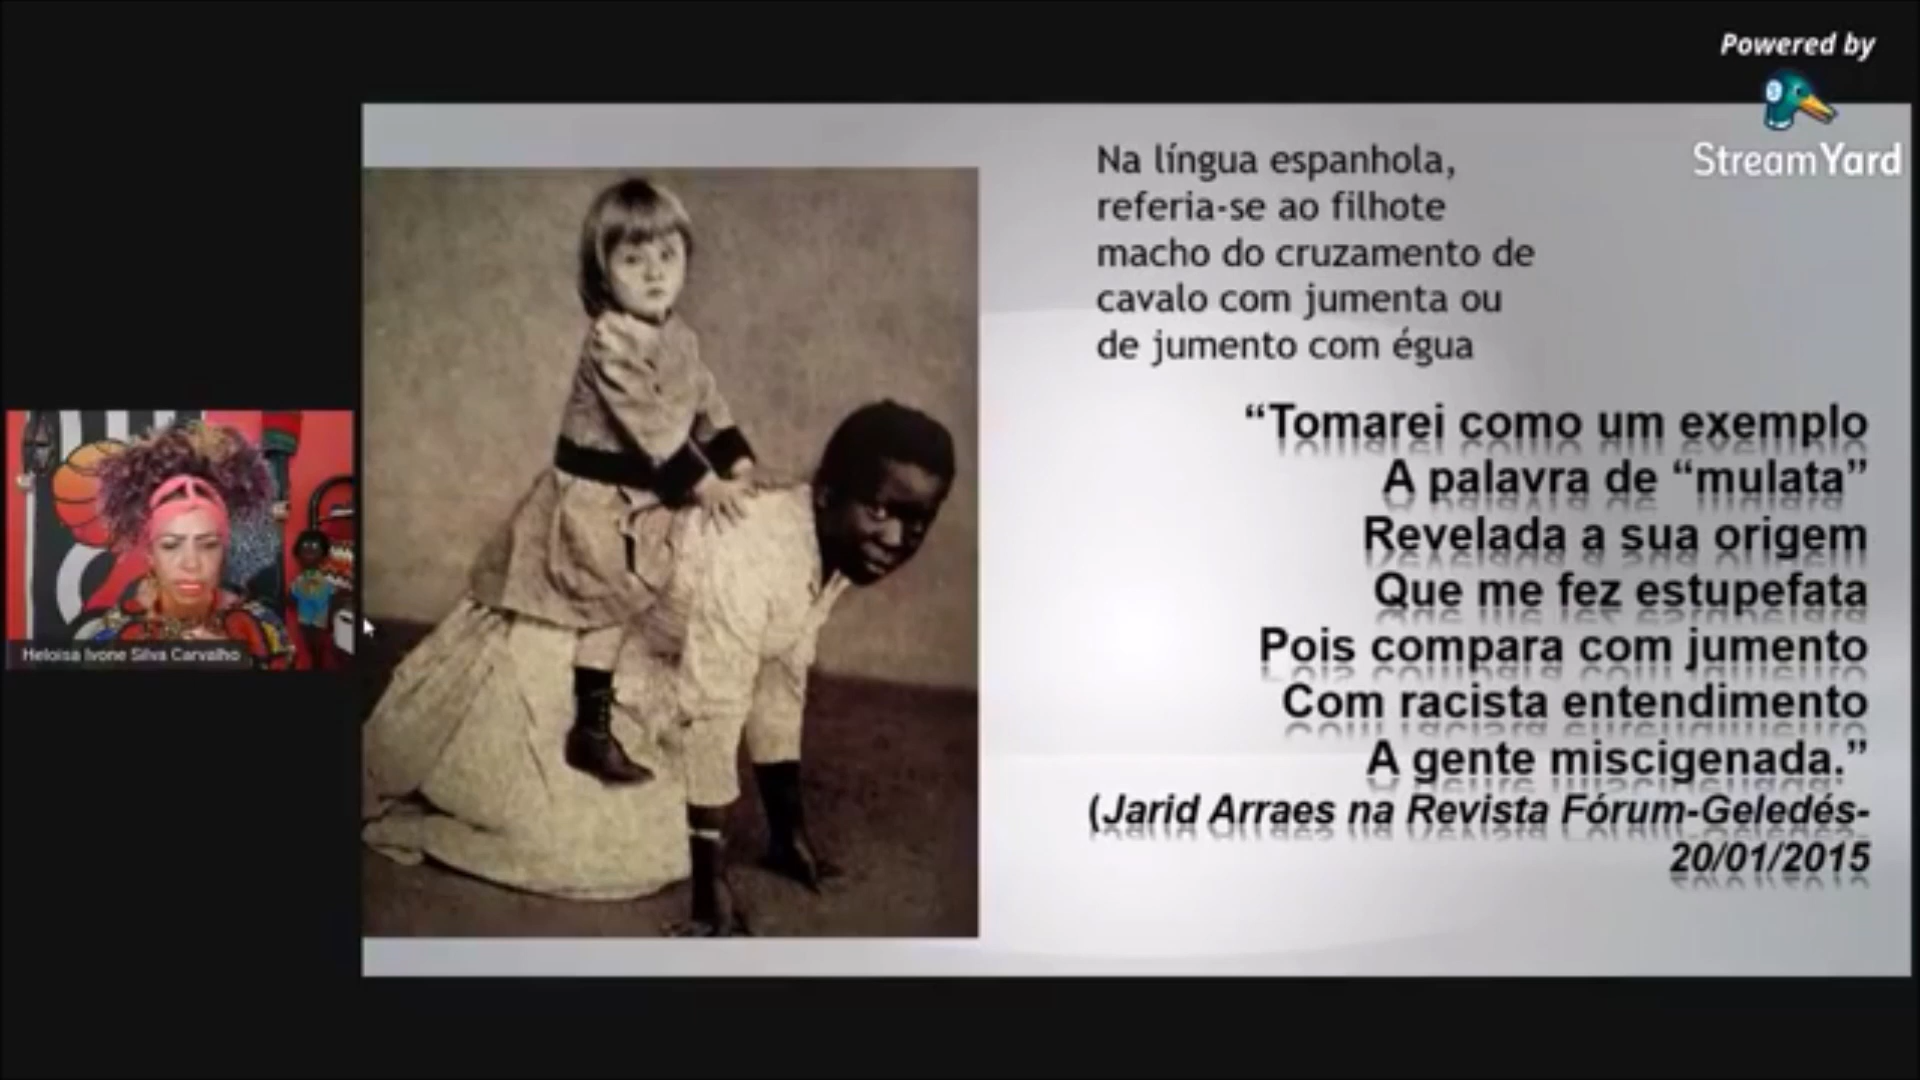 Powered by
StreamYard
Na língua espanhola,
referia-se ao filhote
macho do cruzamento de
cavalo com jumenta ou
de jumento com égua
“Tomarei como um exemplo
A palavra de “mulata”
Revelada a sua origem
Que me fez estupefata
Pois compara com jumento
Com racista entendimento
A gente miscigenada.”
(Jarid Arraes na Revista Fórum-Geledés-
20/01/2015
Heloisa Ivone Silva Carvalho